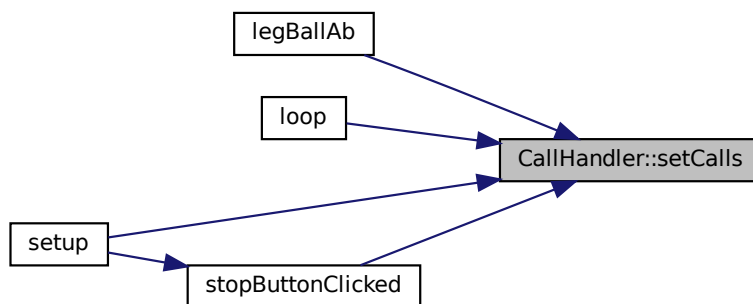 legBallAb
loop
CallHandler::setCalls
setup
stopButtonClicked